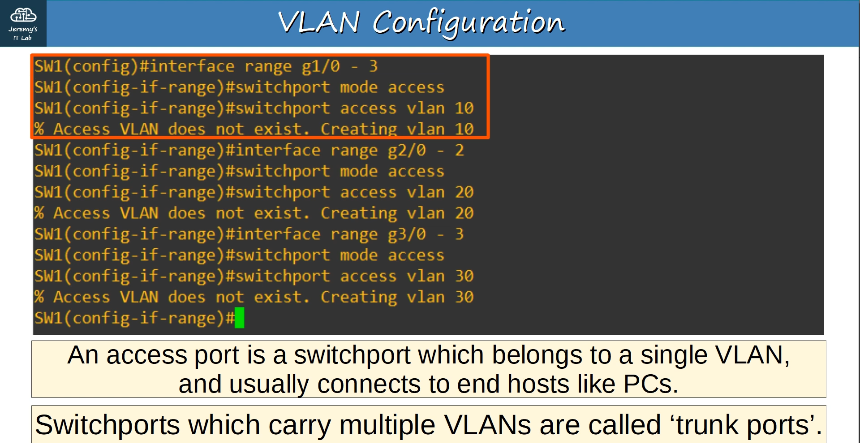 Jeremy's
IT Lab
VLAN Configuration
SW1(config)#interface range g1/0 - 3
SW1(config-if-range)#switchport mode access
SW1(config-if-range)#switchport access vlan 10
% Access VLAN does not exist. Creating vlan 10
SW1(config-if-range)#interface range g2/0 - 2
SW1(config-if-range)#switchport mode access
SW1(config-if-range)#switchport access vlan 20
% Access VLAN does not exist. Creating vlan 20
SW1(config-if-range)#interface range g3/0 - 3
SW1(config-if-range)#switchport mode access
SW1(config-if-range)#switchport access vlan 30
% Access VLAN does not exist. Creating vlan 30
SW1(config-if-range)#
An access port is a switchport which belongs to a single VLAN,
and usually connects to end hosts like PCs.
Switchports which carry multiple VLANs are called ‘trunk ports’.